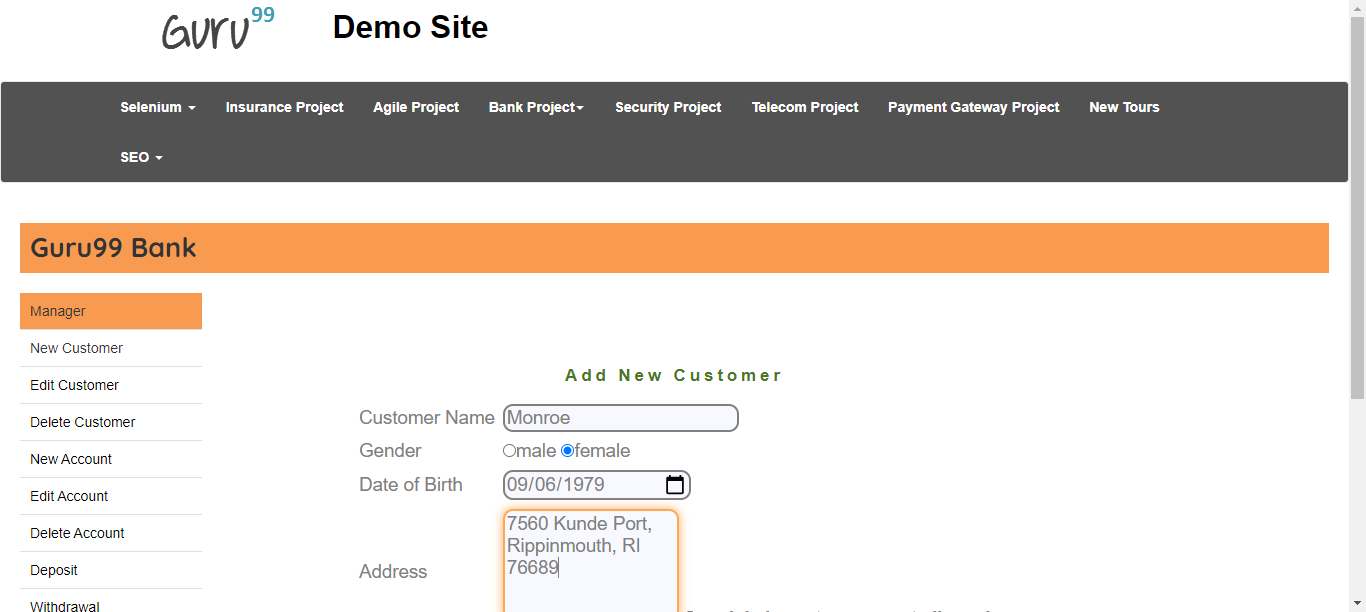 Guru99
Demo Site
Selenium
Insurance Project
Agile Project
Bank Project
Security Project
Telecom Project
Payment Gateway Project
New Tours
SEO
Guru99 Bank
Manager
New Customer
Edit Customer
Delete Customer
New Account
Edit Account
Delete Account
Deposit
Withdrawal
Add New Customer
Customer Name Monroe
Gender male female
Date of Birth 09/06/1979
Address
7560 Kunde Port,
Rippinmouth, RI
76689